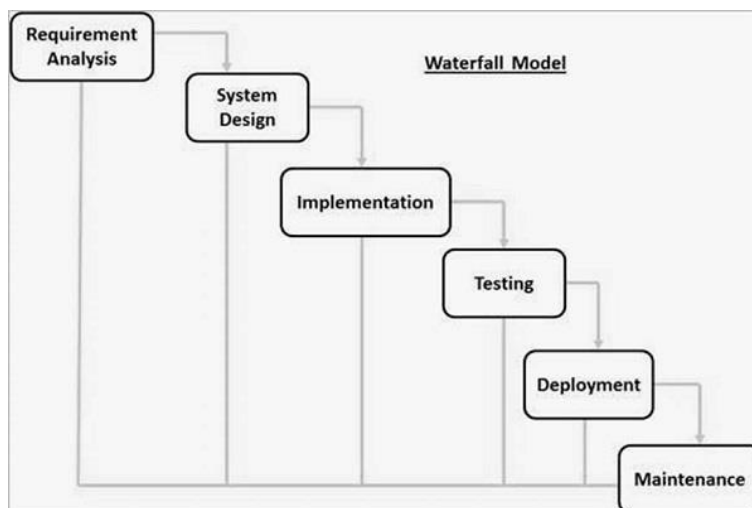 Requirement
Analysis
Waterfall Model
System
Design
Implementation
Testing
Deployment
Maintenance